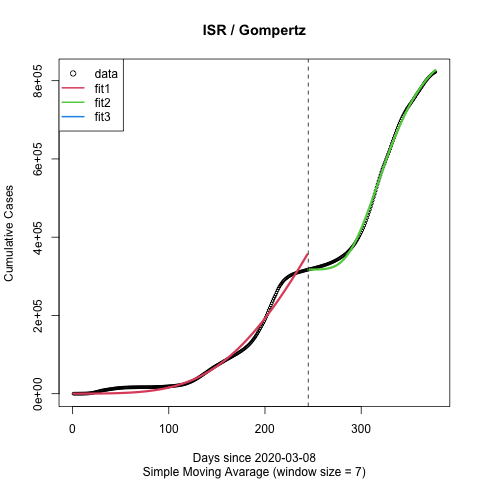 ISR / Gompertz
data
fit1
fit2
fit3
Cumulative Cases
0e+00
2e+05
4e+05
6e+05
8e+05
0
100
200
300
Days since 2020-03-08
Simple Moving Avarage (window size = 7)